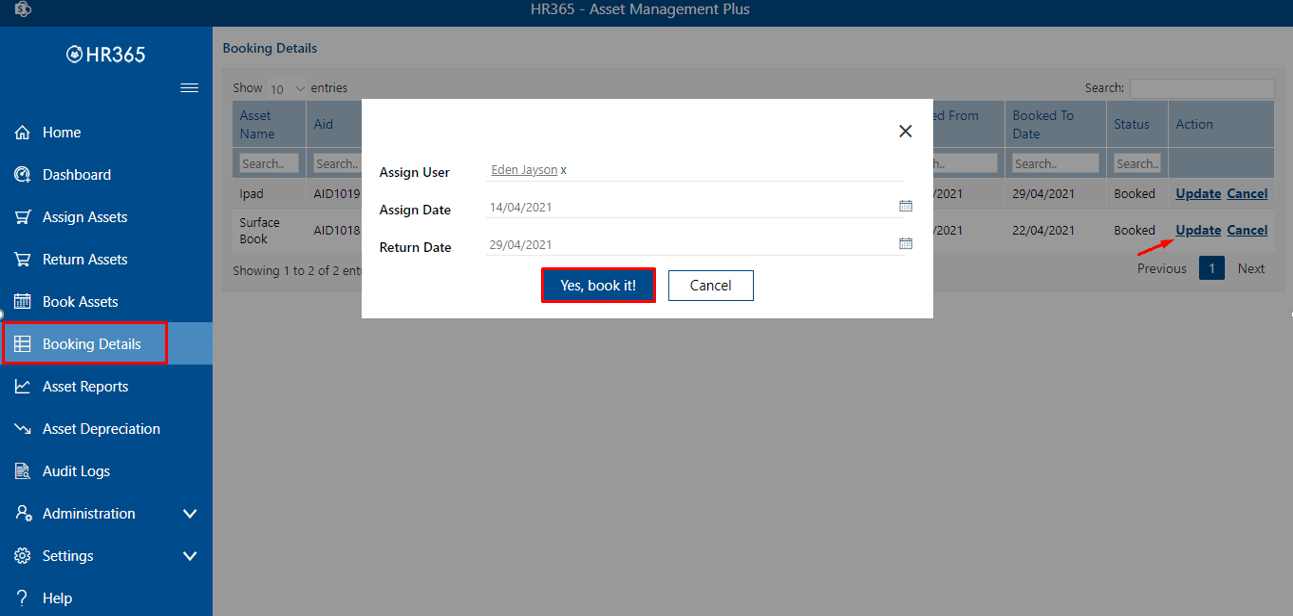 HR365 - Asset Management Plus
HR365
Home
Dashboard
Assign Assets
Return Assets
Book Assets
Booking Details
Asset Reports
Asset Depreciation
Audit Logs
Administration
Settings
? Help
Booking Details
Show 10 entries
Search:
Asset Name Aid ed From Booked To Date Status Action
Search.. Search.. h.. Search.. Search..
Ipad AID1019 /2021 29/04/2021 Booked Update Cancel
Surface Book AID1018 /2021 22/04/2021 Booked Update Cancel
Showing 1 to 2 of 2 ent
Previous 1 Next
Assign User Eden Jayson x
Assign Date 14/04/2021
Return Date 29/04/2021
Yes, book it! Cancel